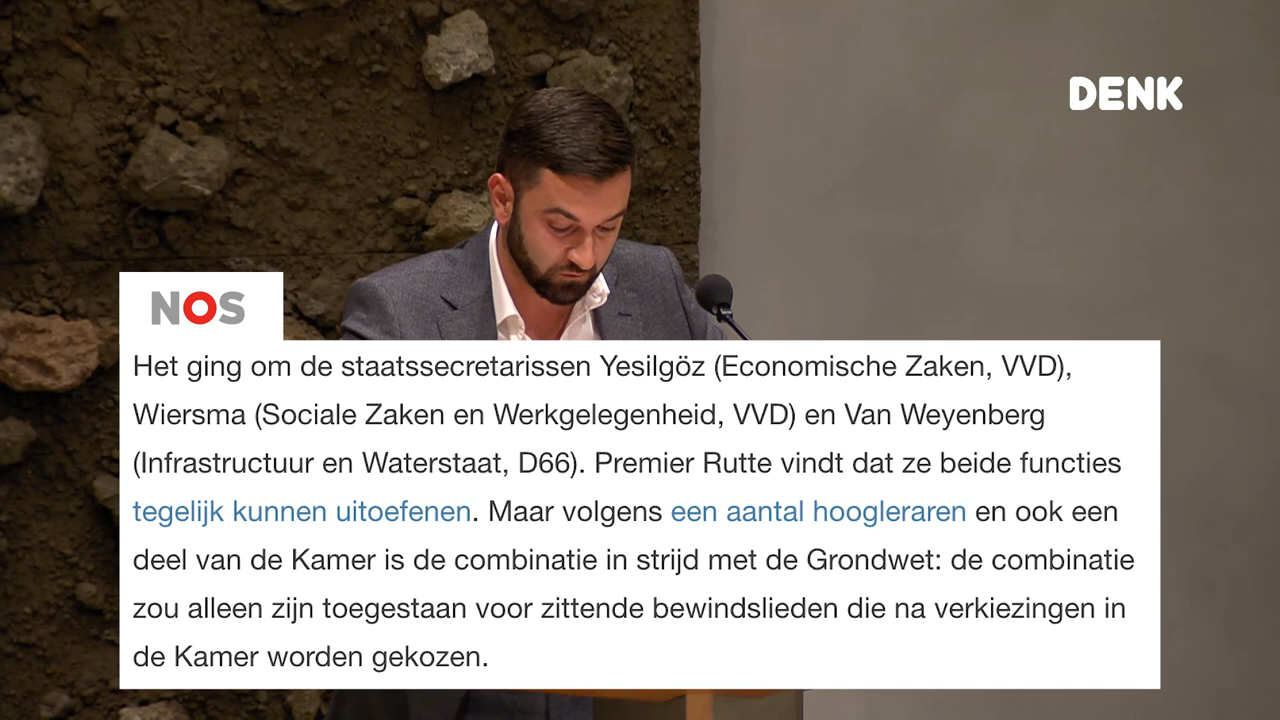 DENK
NOS
Het ging om de staatssecretarissen Yesilgöz (Economische Zaken, VVD),
Wiersma (Sociale Zaken en Werkgelegenheid, VVD) en Van Weyenberg
(Infrastructuur en Waterstaat, D66). Premier Rutte vindt dat ze beide functies
tegelijk kunnen uitoefenen. Maar volgens een aantal hoogleraren en ook een
deel van de Kamer is de combinatie in strijd met de Grondwet: de combinatie
zou alleen zijn toegestaan voor zittende bewindslieden die na verkiezingen in
de Kamer worden gekozen.